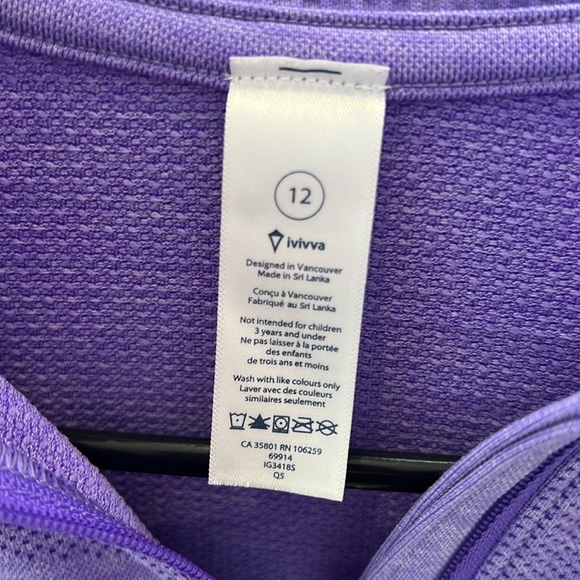 12
ivivva
Designed in Vancouver
Made in Sri Lanka
Conçu à Vancouver
Fabriqué au Sri Lanka
Not intended for children
3 years and under
Ne pas laisser à la portée
des enfants
de trois ans et moins
Wash with like colours only
Laver avec des couleurs
similaires seulement
CA 35801 RN 106259
69914
IG3418S
Q5